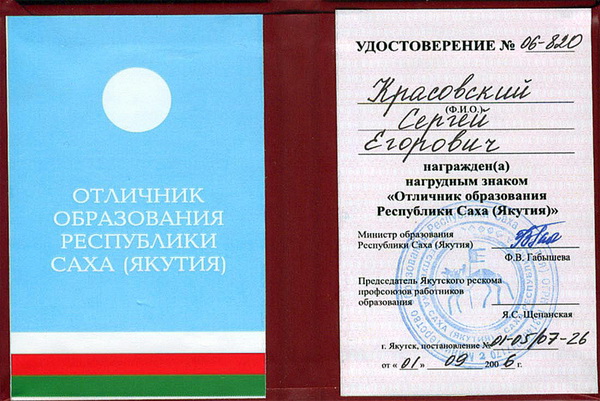 ОТЛИЧНИК
ОБРАЗОВАНИЯ
РЕСПУБЛИКИ
САХА (ЯКУТИЯ)
УДОСТОВЕРЕНИЕ № 06-820
Красовский
(Ф.И.О.)
Сергей
Егорович
награжден(а)
нагрудным знаком
«Отличник образования
Республики Саха (Якутия)»
Министр образования
Республики Саха (Якутия)
Ф.В. Габышева
Председатель Якутского рескома
профсоюзов работников
образования
Я.С. Щепанская
г. Якутск, постановление № 01-05/07-26
от « 01 » 09 2006 г.